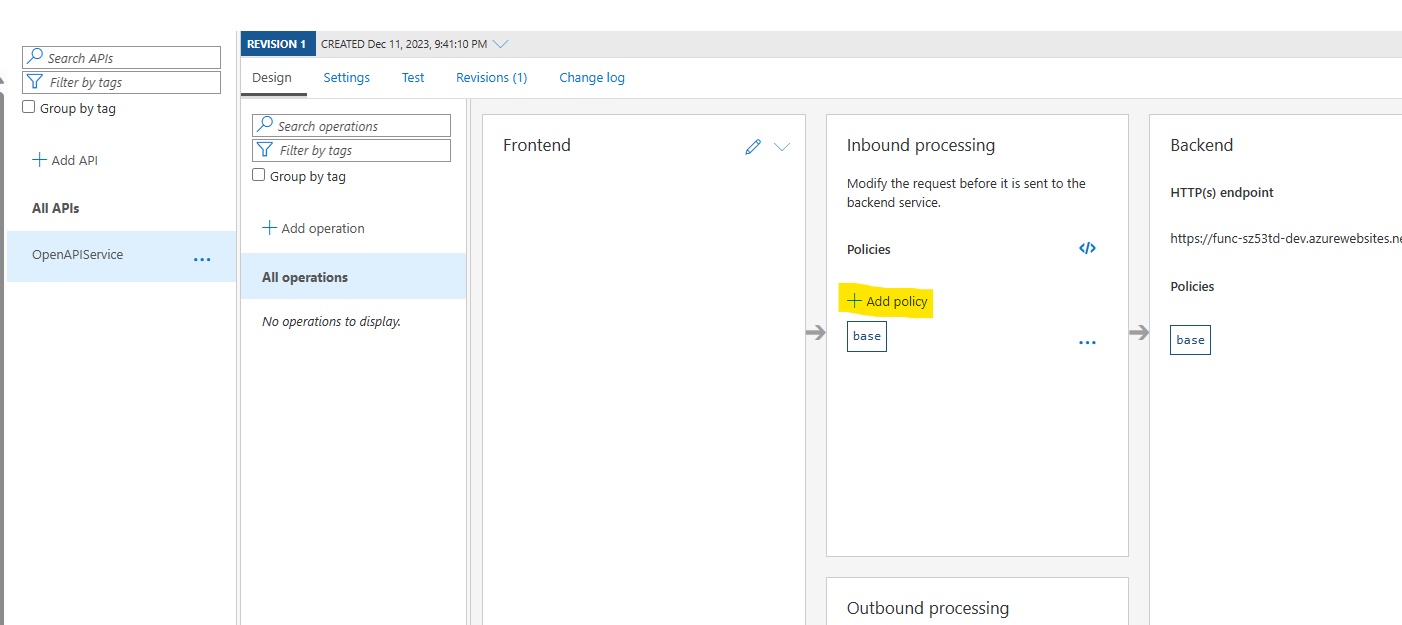 REVISION 1 CREATED Dec 11, 2023, 9:41:10 PM
Search APIs
Filter by tags
Group by tag
+ Add API
All APIs
OpenAPIService ...
Design Settings Test Revisions (1) Change log
Search operations
Filter by tags
Group by tag
+ Add operation
All operations
No operations to display.
Frontend
Inbound processing
Modify the request before it is sent to the
backend service.
Policies </>
+ Add policy
base ...
Outbound processing
Backend
HTTP(s) endpoint
https://func-sz53td-dev.azurewebsites.ne
Policies
base